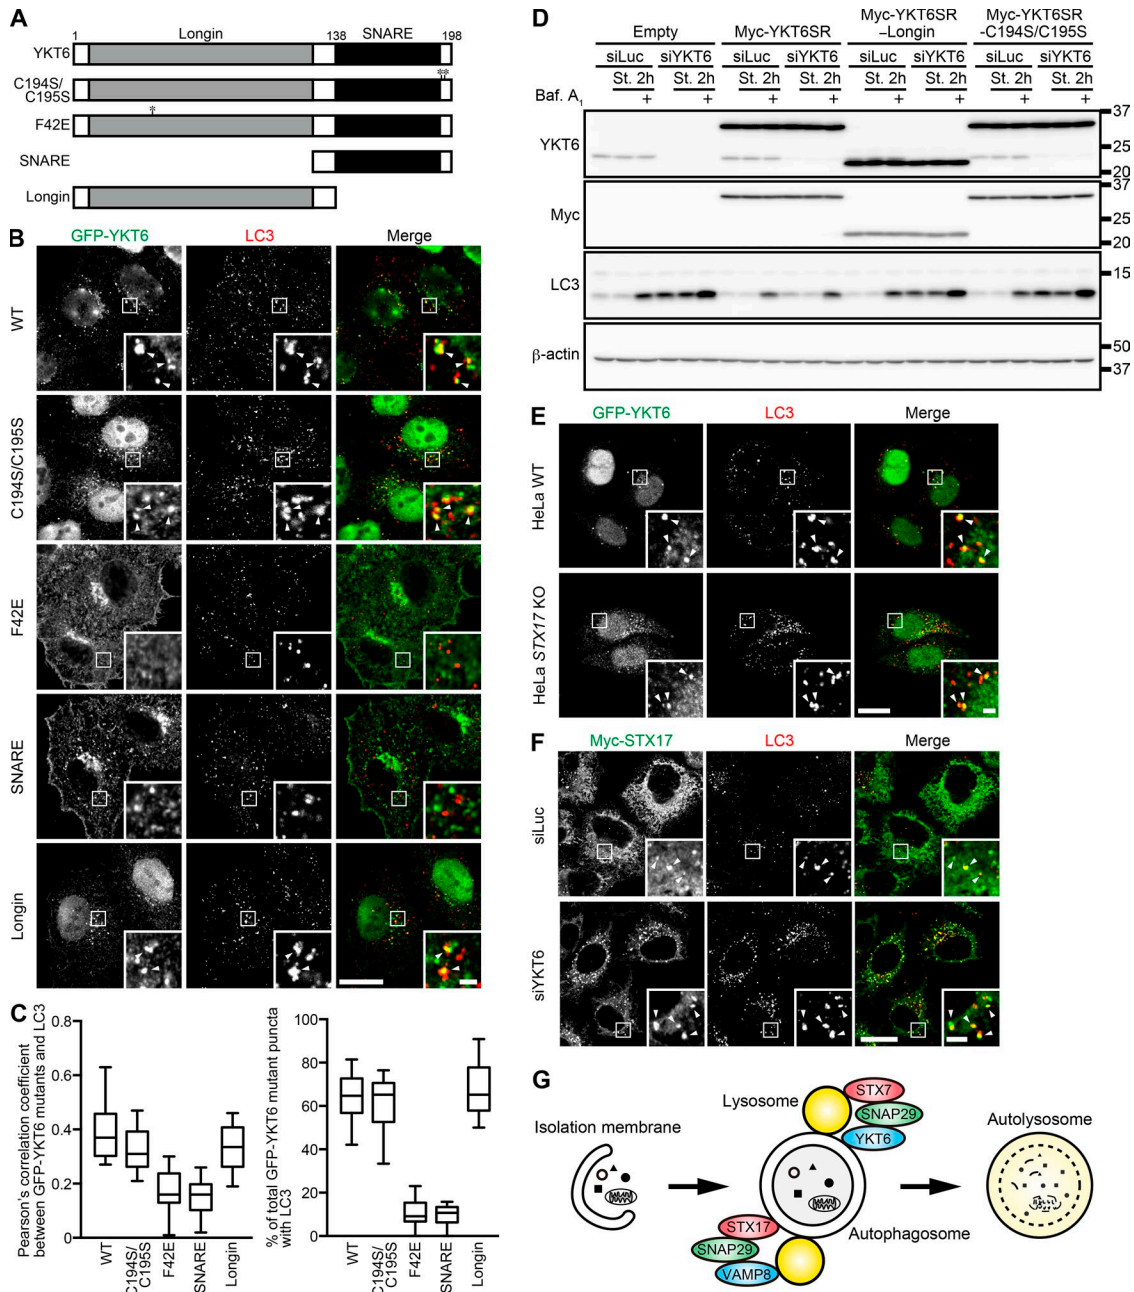 A
1 Longin 138 SNARE 198
YKT6
**
C194S/
C195S
*
F42E
SNARE
Longin
B
GFP-YKT6 LC3 Merge
WT
C194S/C195S
F42E
SNARE
Longin
C
Pearson's correlation coefficient
between GFP-YKT6 mutants and LC3
0.8
0.6
0.4
0.2
0
WT
C194S/
C195S
F42E
SNARE
Longin
% of total GFP-YKT6 mutant puncta
with LC3
100
80
60
40
20
0
WT
C194S/
C195S
F42E
SNARE
Longin
D
Empty Myc-YKT6SR Myc-YKT6SR
–Longin Myc-YKT6SR
-C194S/C195S
siLuc siYKT6 siLuc siYKT6 siLuc siYKT6 siLuc siYKT6
St. 2h St. 2h St. 2h St. 2h St. 2h St. 2h St. 2h St. 2h
Baf. A1 + + + + + + + +
YKT6 37
25
20
Myc 37
25
20
LC3 15
β-actin 50
37
E
GFP-YKT6 LC3 Merge
HeLa WT
HeLa STX17 KO
F
Myc-STX17 LC3 Merge
siLuc
siYKT6
G
Isolation membrane
Lysosome
STX7
SNAP29
YKT6
Autolysosome
STX17
SNAP29
VAMP8
Autophagosome